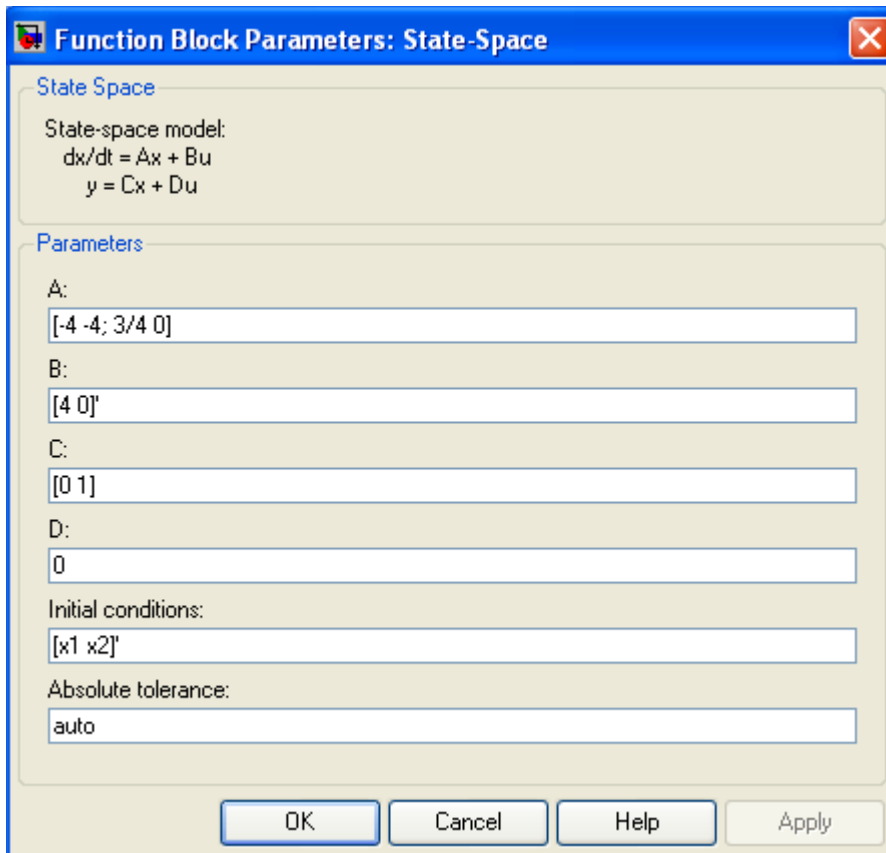 Function Block Parameters: State-Space
State Space
State-space model:
dx/dt = Ax + Bu
y = Cx + Du
Parameters
A:
[-4 -4; 3/4 0]
B:
[4 0]'
C:
[0 1]
D:
0
Initial conditions:
[x1 x2]'
Absolute tolerance:
auto
OK Cancel Help Apply